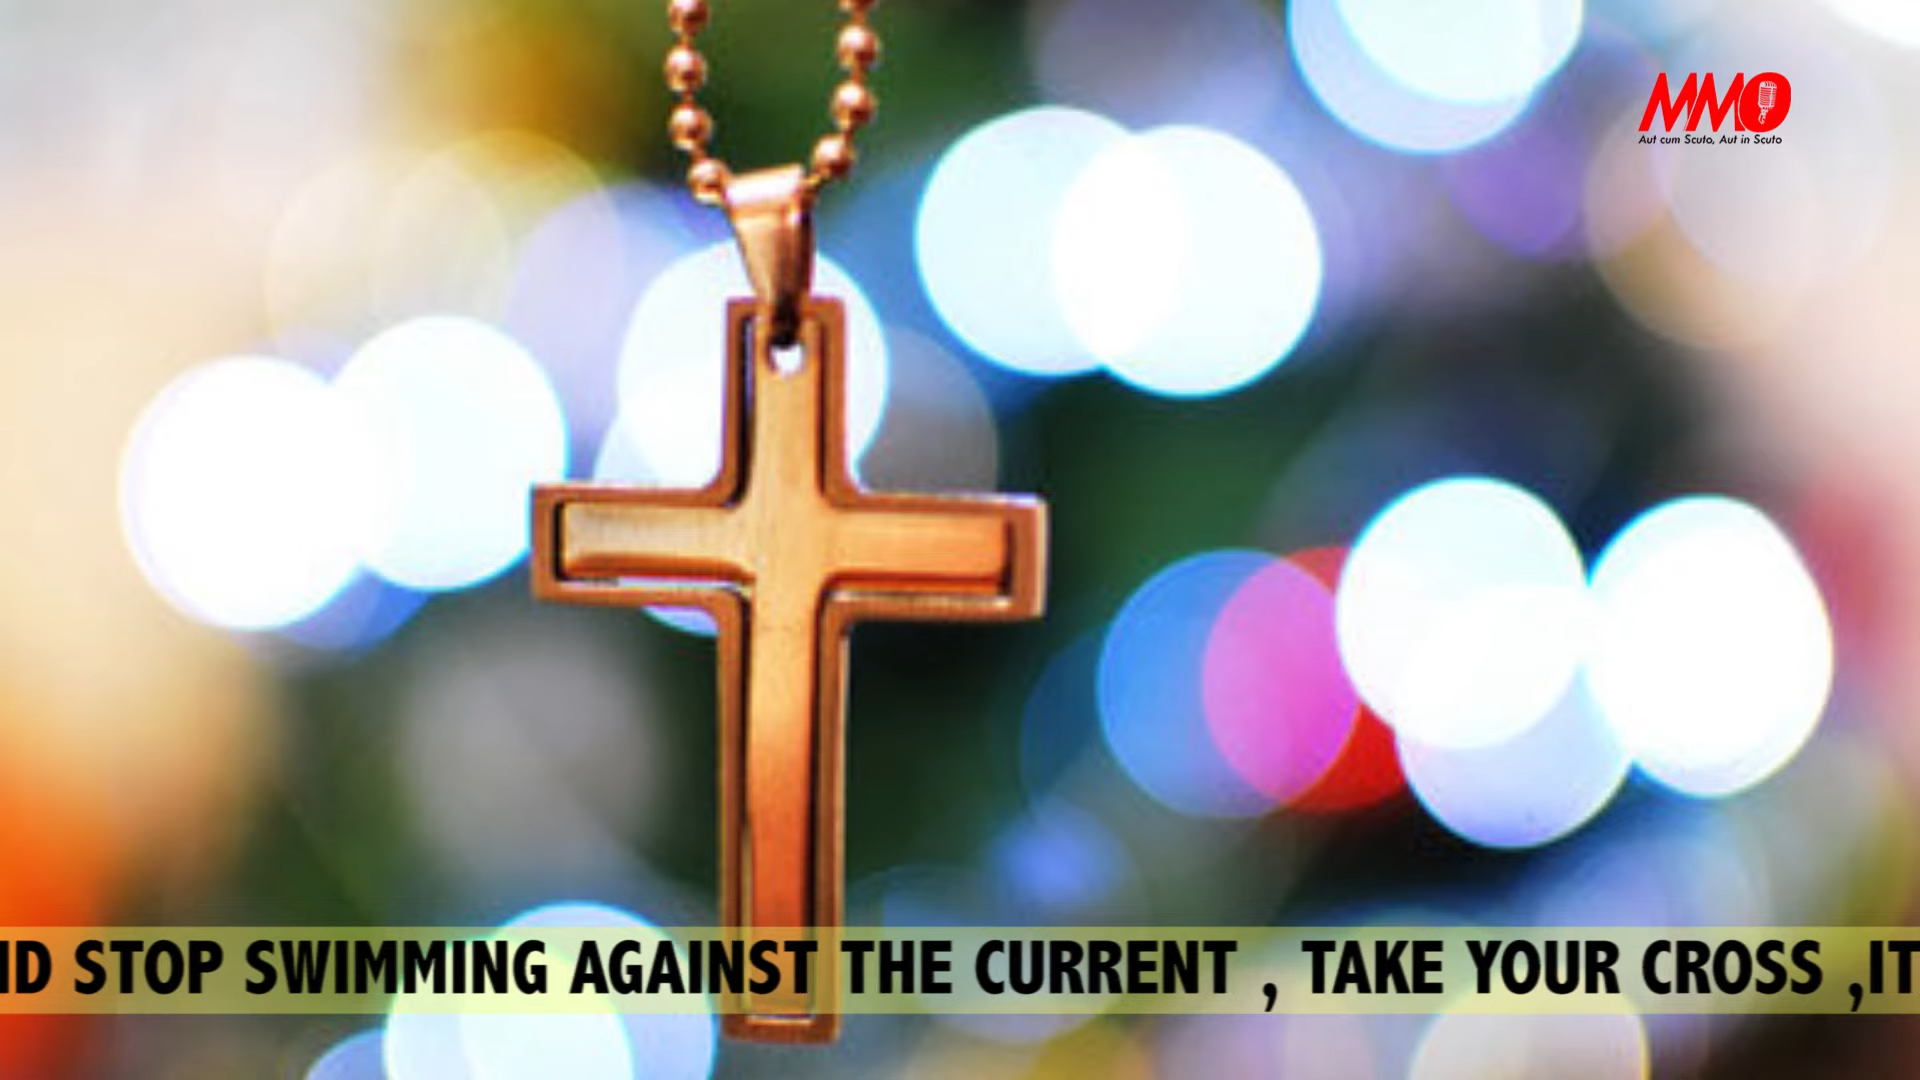 MMO
Aut cum Scuto, Aut in Scuto
STOP SWIMMING AGAINST THE CURRENT , TAKE YOUR CROSS ,IT